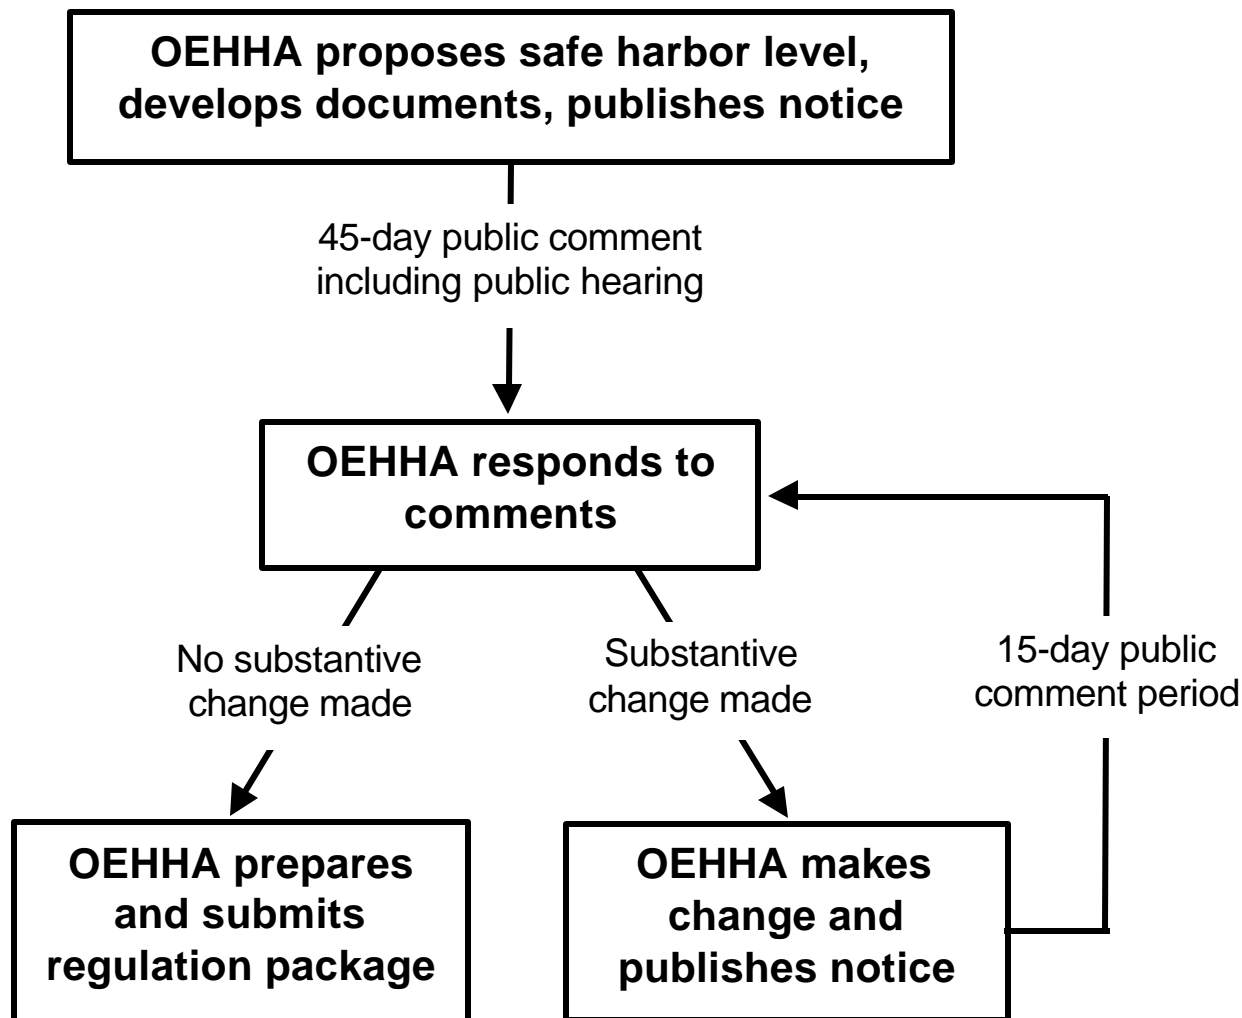 OEHHA proposes safe harbor level,
develops documents, publishes notice
45-day public comment
including public hearing
OEHHA responds to
comments
No substantive
change made
Substantive
change made
15-day public
comment period
OEHHA prepares
and submits
regulation package
OEHHA makes
change and
publishes notice